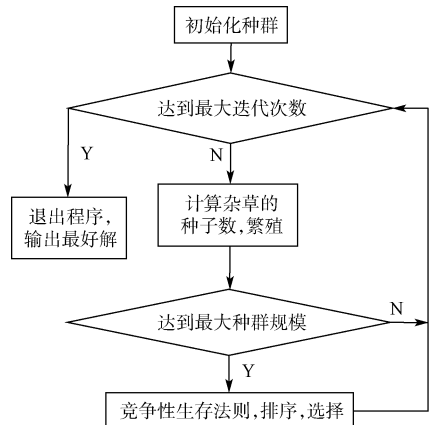 初始化种群
达到最大迭代次数
Y
N
退出程序,
输出最好解
计算杂草的
种子数,繁殖
达到最大种群规模
N
Y
竞争性生存法则,排序,选择